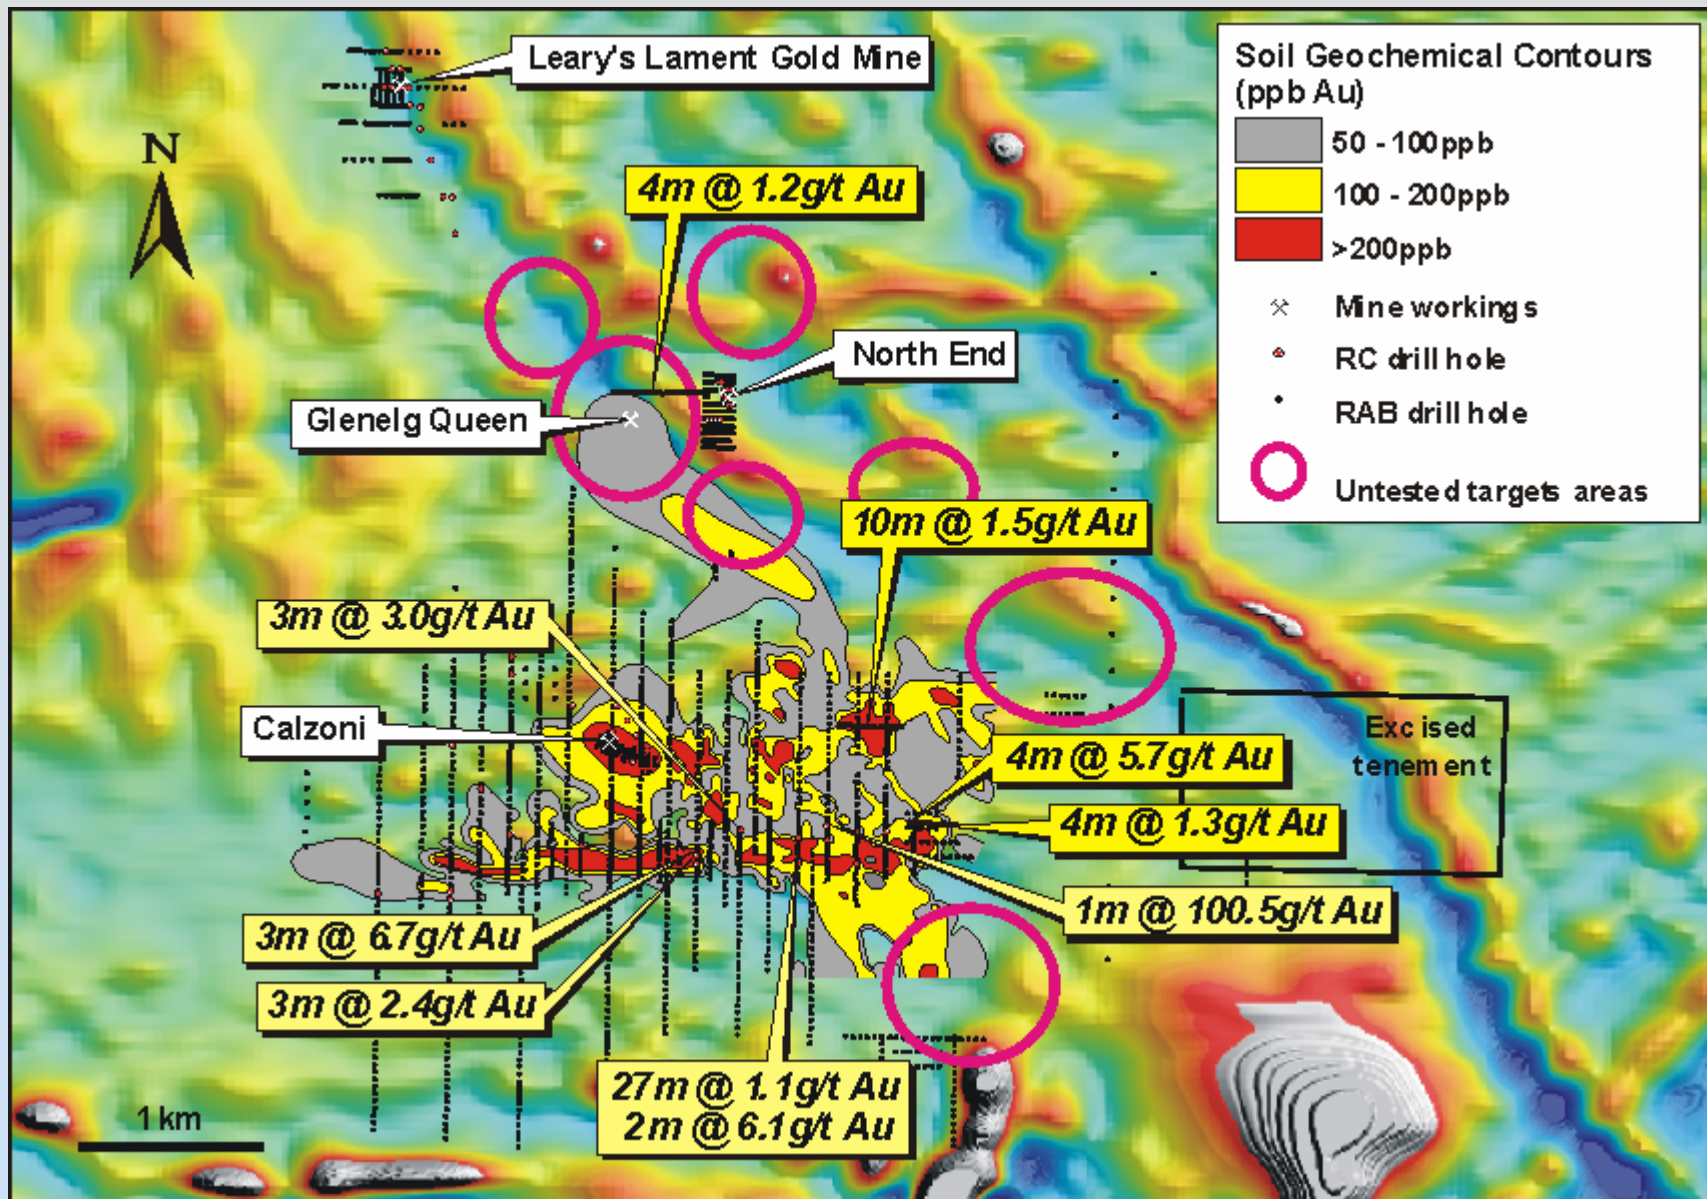 Leary's Lament Gold Mine
Soil Geochemical Contours
(ppb Au)
50 - 100ppb
100 - 200ppb
>200ppb
Mine workings
RC drill hole
RAB drill hole
Untested targets areas
N
4m @ 1.2g/t Au
North End
Glenelg Queen
10m @ 1.5g/t Au
3m @ 3.0g/t Au
Calzoni
Excised
tenement
4m @ 5.7g/t Au
4m @ 1.3g/t Au
1m @ 100.5g/t Au
3m @ 6.7g/t Au
3m @ 2.4g/t Au
27m @ 1.1g/t Au
2m @ 6.1g/t Au
1km